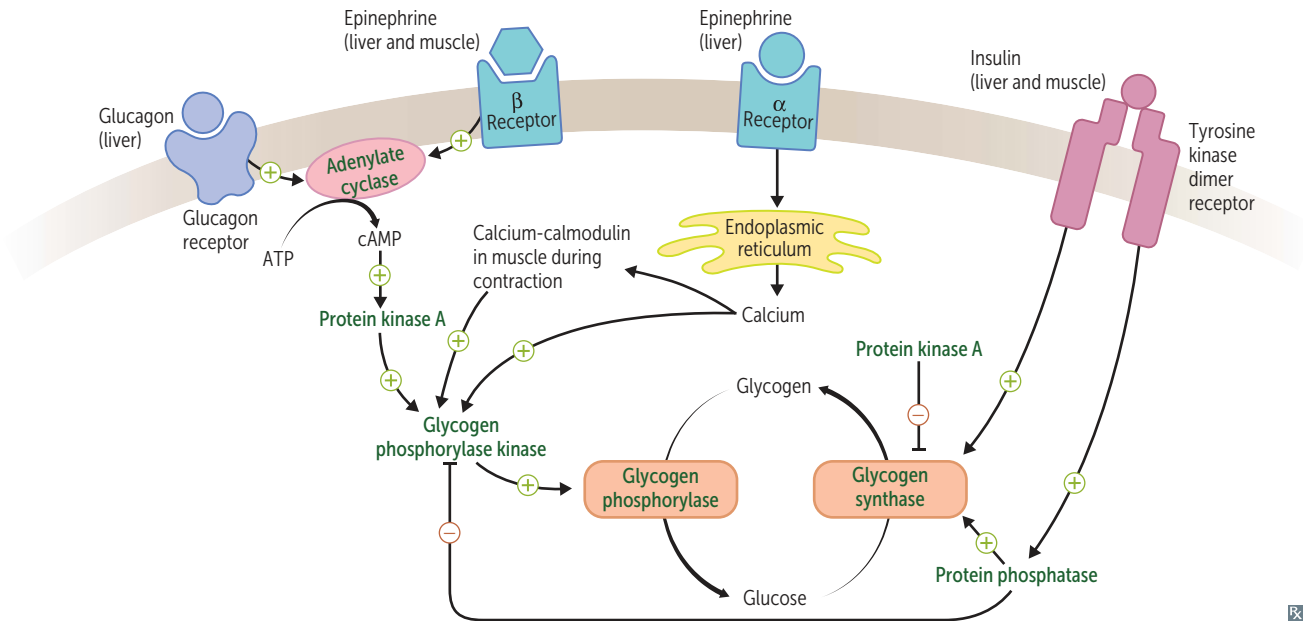 Epinephrine
(liver and muscle)
Epinephrine
(liver)
Insulin
(liver and muscle)
Glucagon
(liver)
β
Receptor
α
Receptor
Tyrosine
kinase
dimer
receptor
Adenylate
cyclase
Glucagon
receptor
ATP
cAMP
Calcium-calmodulin
in muscle during
contraction
Endoplasmic
reticulum
Protein kinase A
Calcium
Protein kinase A
Glycogen
Glycogen
phosphorylase kinase
Glycogen
phosphorylase
Glycogen
synthase
Protein phosphatase
Glucose
Rx